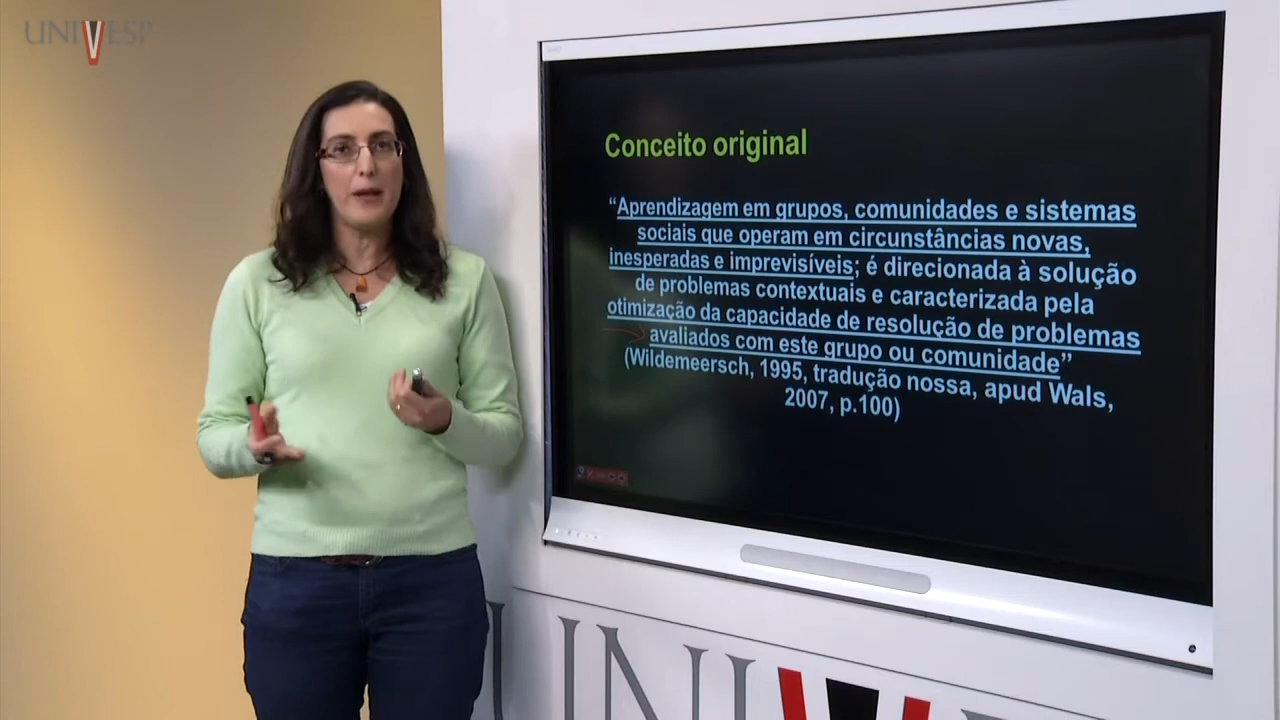 UNIVESP
Conceito original
“Aprendizagem em grupos, comunidades e sistemas
sociais que operam em circunstâncias novas,
inesperadas e imprevisíveis; é direcionada à solução
de problemas contextuais e caracterizada pela
otimização da capacidade de resolução de problemas
avaliados com este grupo ou comunidade”
(Wildemeersch, 1995, tradução nossa, apud Wals,
2007, p.100)
UNIV